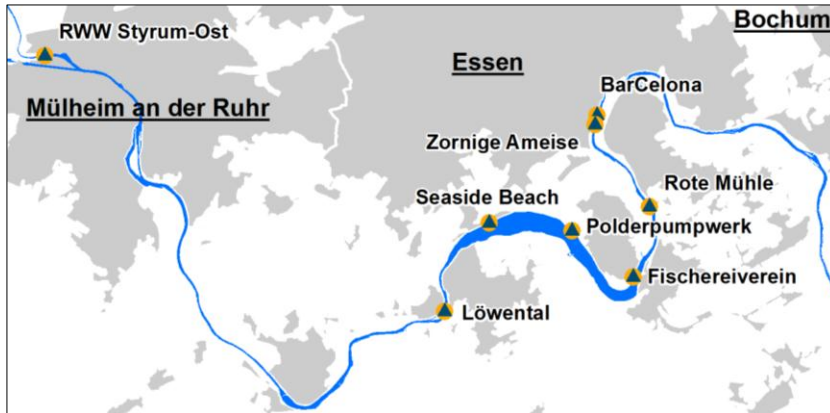 RWW Styrum-Ost
Bochum
Essen
BarCelona
Mülheim an der Ruhr
Zornige Ameise
Seaside Beach
Rote Mühle
Polderpumpwerk
Fischereiverein
Löwental